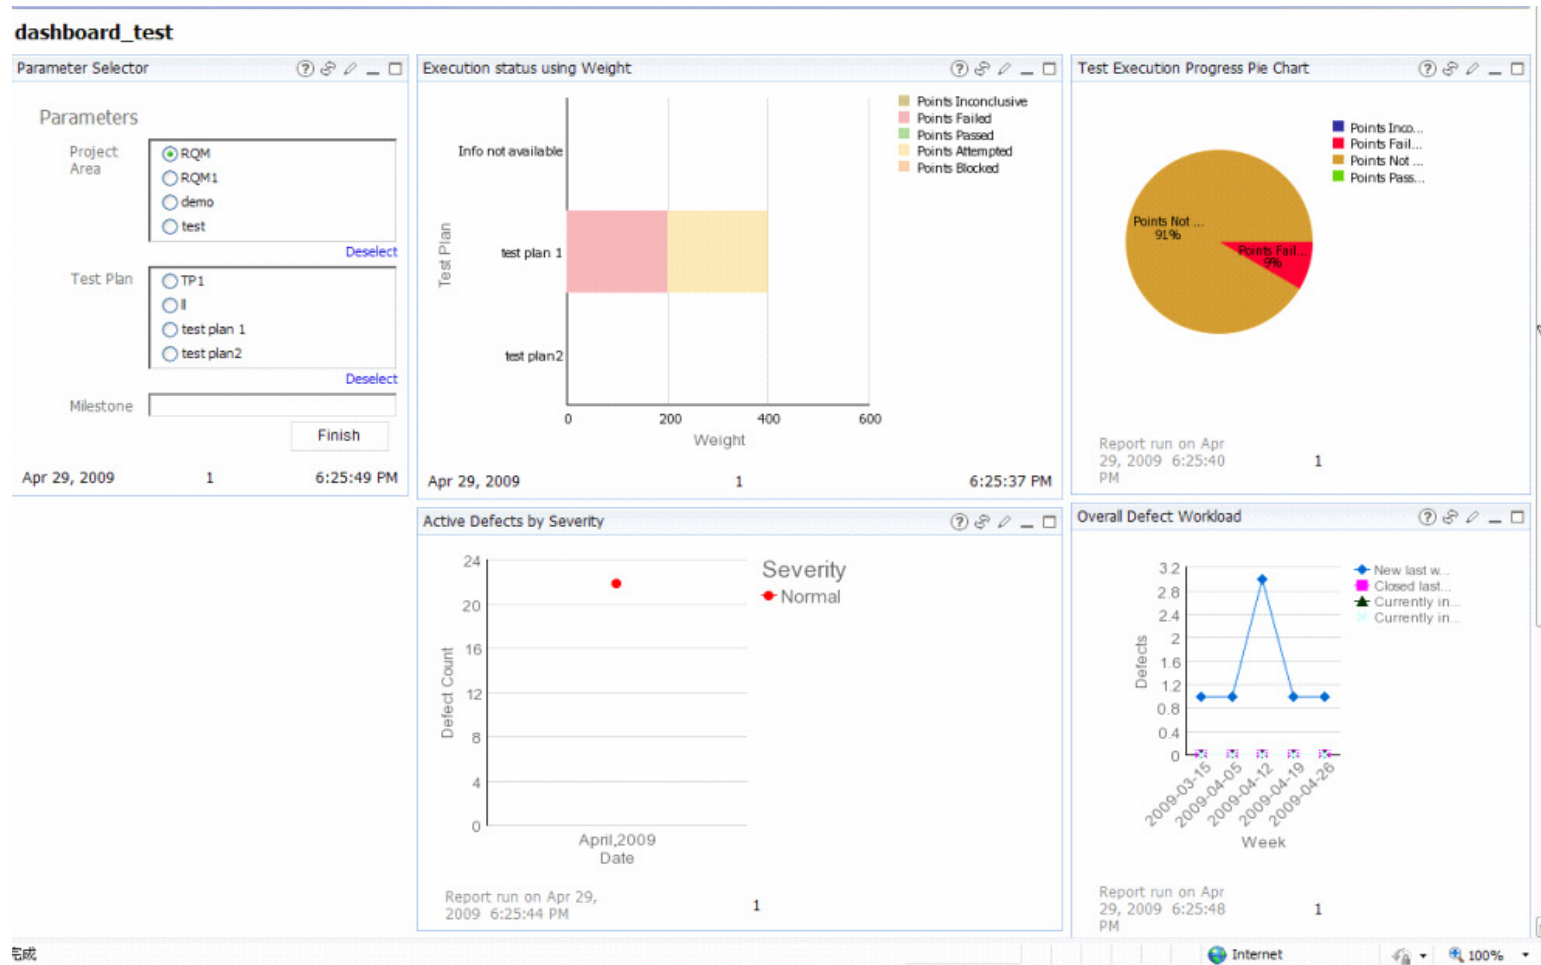 dashboard_test
Parameter Selector
Parameters
Project
Area
RQM
RQM1
demo
test
Deselect
Test Plan
TP1
ll
test plan 1
test plan2
Deselect
Milestone
Finish
Apr 29, 2009 1 6:25:49 PM
Execution status using Weight
Points Inconclusive
Points Failed
Points Passed
Points Attempted
Points Blocked
Test Plan
Info not available
test plan 1
test plan2
0 200 400 600
Weight
Apr 29, 2009 1 6:25:37 PM
Test Execution Progress Pie Chart
Points Inco...
Points Fail...
Points Not ...
Points Pass...
Points Not ...
91%
Points Fail...
9%
Report run on Apr
29, 2009 6:25:40
PM
1
Active Defects by Severity
Severity
Normal
Defect Count
24
20
16
12
8
4
0
April,2009
Date
Report run on Apr 29,
2009 6:25:44 PM
1
Overall Defect Workload
New last w...
Closed last...
Currently in...
Currently in...
Defects
3.2
2.8
2.4
2
1.6
1.2
0.8
0.4
0
2009-03-15
2009-04-05
2009-04-12
2009-04-19
2009-04-26
Week
Report run on Apr
29, 2009 6:25:48
PM
1
完成
Internet
100%